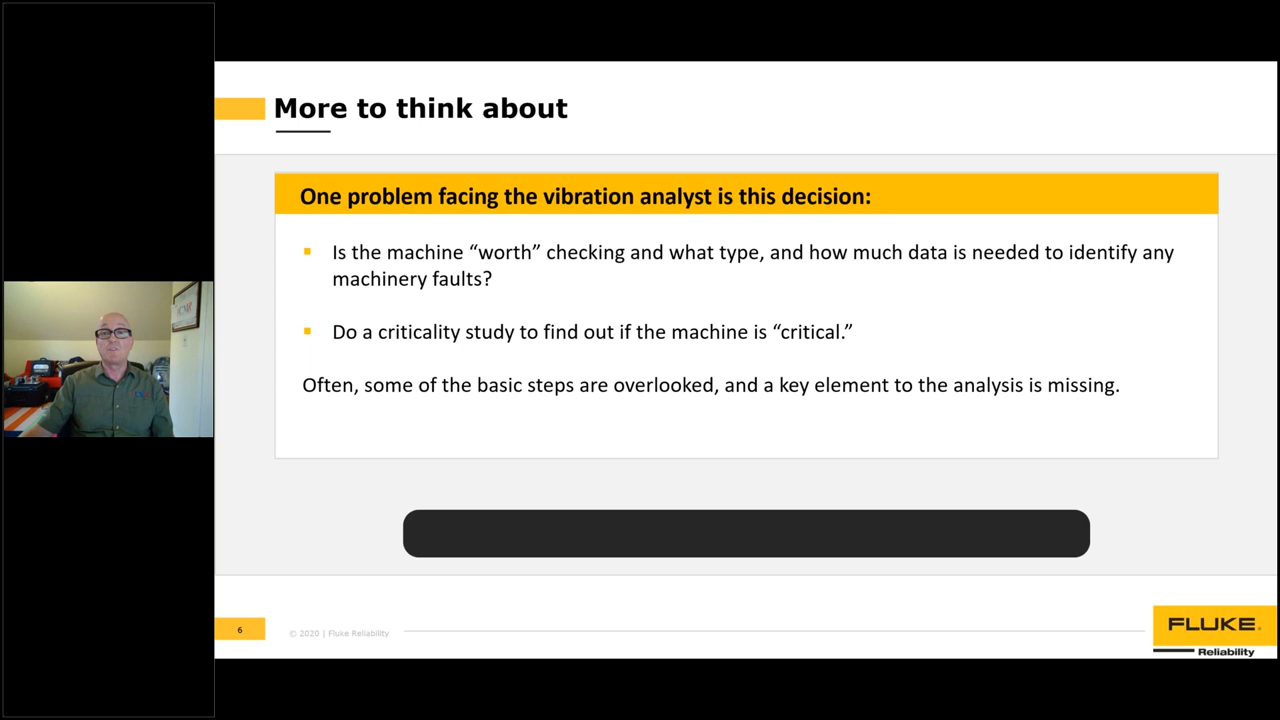 More to think about
One problem facing the vibration analyst is this decision:
Is the machine “worth” checking and what type, and how much data is needed to identify any
machinery faults?
Do a criticality study to find out if the machine is “critical.”
Often, some of the basic steps are overlooked, and a key element to the analysis is missing.
6
© 2020 | Fluke Reliability
FLUKE®
Reliability